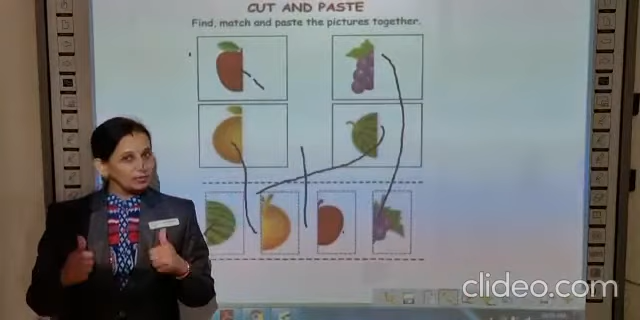 CUT AND PASTE
Find, match and paste the pictures together.
clideo.com